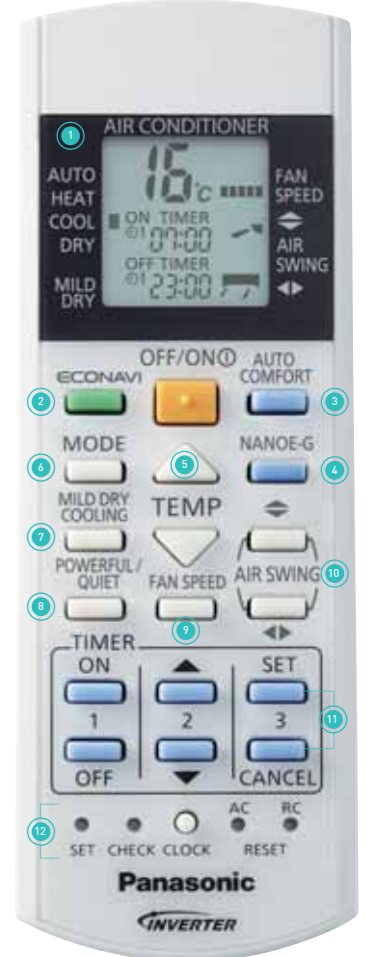 1 AIR CONDITIONER
AUTO
HEAT
COOL
DRY
MILD
DRY
16°C
ON TIMER
1 07:00
OFF TIMER
1 23:00
FAN
SPEED
AIR
SWING
OFF/ON
ECONAVI
AUTO
COMFORT
2
3
MODE
NANOE-G
6
5
4
MILD DRY
COOLING
TEMP
7
POWERFUL/
QUIET
FAN SPEED
AIR SWING
10
8
9
TIMER
ON
SET
1
2
3
11
OFF
CANCEL
12
AC
RC
SET
CHECK
CLOCK
RESET
Panasonic
INVERTER